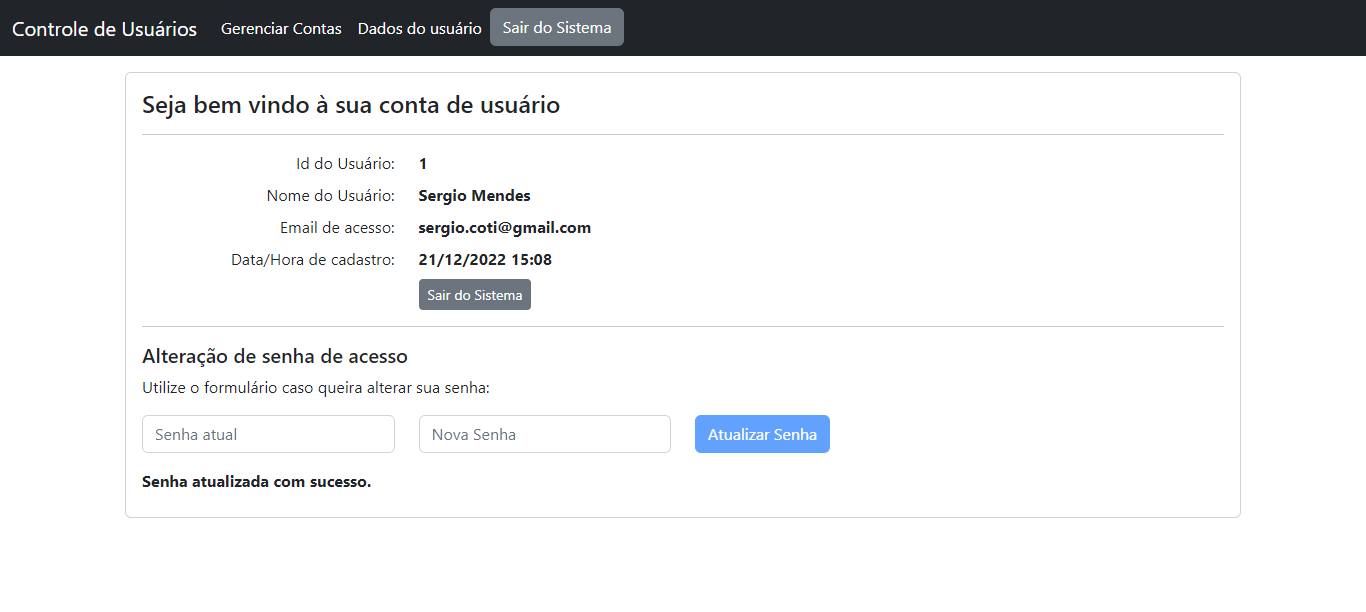 Controle de Usuários Gerenciar Contas Dados do usuário Sair do Sistema
Seja bem vindo à sua conta de usuário
Id do Usuário: 1
Nome do Usuário: Sergio Mendes
Email de acesso: sergio.coti@gmail.com
Data/Hora de cadastro: 21/12/2022 15:08
Sair do Sistema
Alteração de senha de acesso
Utilize o formulário caso queira alterar sua senha:
Senha atual Nova Senha Atualizar Senha
Senha atualizada com sucesso.